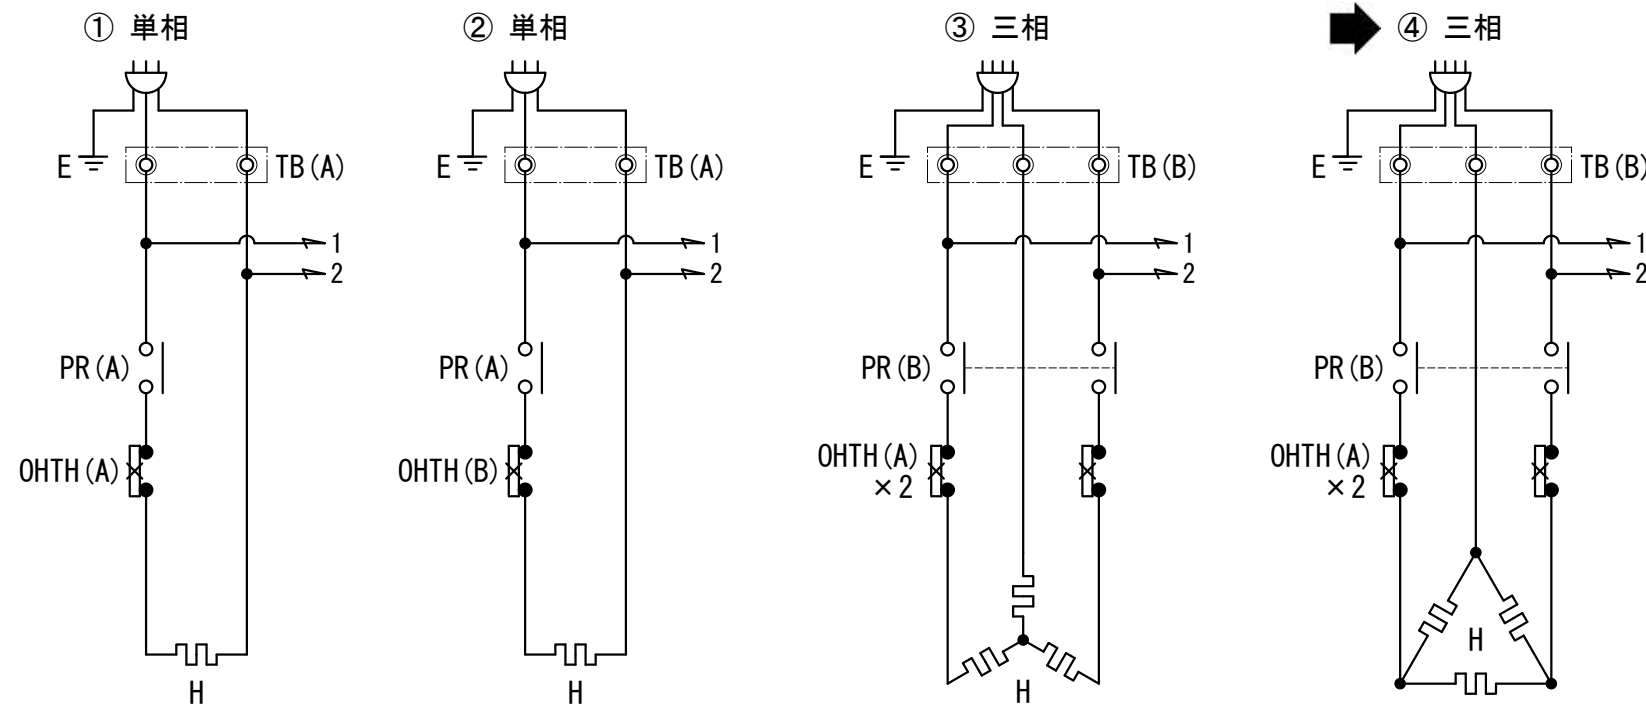 ① 単相
② 単相
③ 三相
④ 三相
E
TB(A)
E
TB(A)
E
TB(B)
E
TB(B)
1
2
1
2
1
2
1
2
PR(A)
PR(A)
PR(B)
PR(B)
OHTH(A)
OHTH(B)
OHTH(A)
×2
OHTH(A)
×2
H
H
H
H